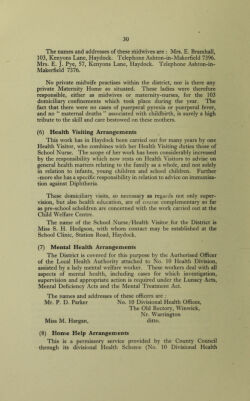 30
The names and addresses of these midwives are : Mrs. E. Bramhall,
103, Kenyons Lane, Haydock. Telephone Ashton-in-Makerfield 7396.
Mrs. E. J. Pye, 57, Kenyons Lane, Haydock. Telephone Ashton-in-
Makerfield 7376.
No private midwife practises within the district, nor is there any
private Maternity Home so situated. These ladies were therefore
responsible, either as midwives or maternity-nurses, for the 103
domiciliary confinements which took place during the year. The
fact that there were no cases of puerperal pyrexia or puerperal fever,
and no " maternal deaths " associated with childbirth, is surely a high
tribute to the skill and care bestowed on these mothers.
(6) Health Visiting Arrangements
This work has in Haydock been carried out for many years by one
Health Visitor, who combines with her Health Visiting duties those of
School Nurse. The scope of her work has been considerably increased
by the responsibility which now rests on Health Visitors to advise on
general health matters relating to the family as a whole, and not solely
in relation to infants, young children and school children. Further
-more she has a specific responsibility in relation to advice on immunisa-
tion against Diphtheria.
These domiciliary visits, so necessary as regards not only super-
vision, but also health education, are of course complementary so far
as pre-school scholders are concerned with the work carried out at the
Child Welfare Centre.
The name of the School Nurse/Health Visitor for the District is
Miss S. H. Hodgson, with whom contact may be established at the
School Clinic, Station Road, Haydock.
(7) Mental Health Arrangements
The District is covered for this purpose by the Authorised Officer
of the Local Health Authority attached to No. 10 Health Division,
assisted by a lady mental welfare worker. These workers deal with all
aspects of mental health, including cases for which investigation,
supervision and appropriate action is required under the Lunacy Acts,
Mental Deficiency Acts and the Mental Treatment Act.
The names and addresses of these officers are :
Mr. P. D. Parker No. 10 Divisional Health Offices,
The Old Rectory, Winwick,
Nr. Warrington
Miss M. Hargan, ditto.
(8) Home Help Arrangements
This is a permissory service provided by the County Council
through its divisional Health Scheme (No. 10 Divisional Health